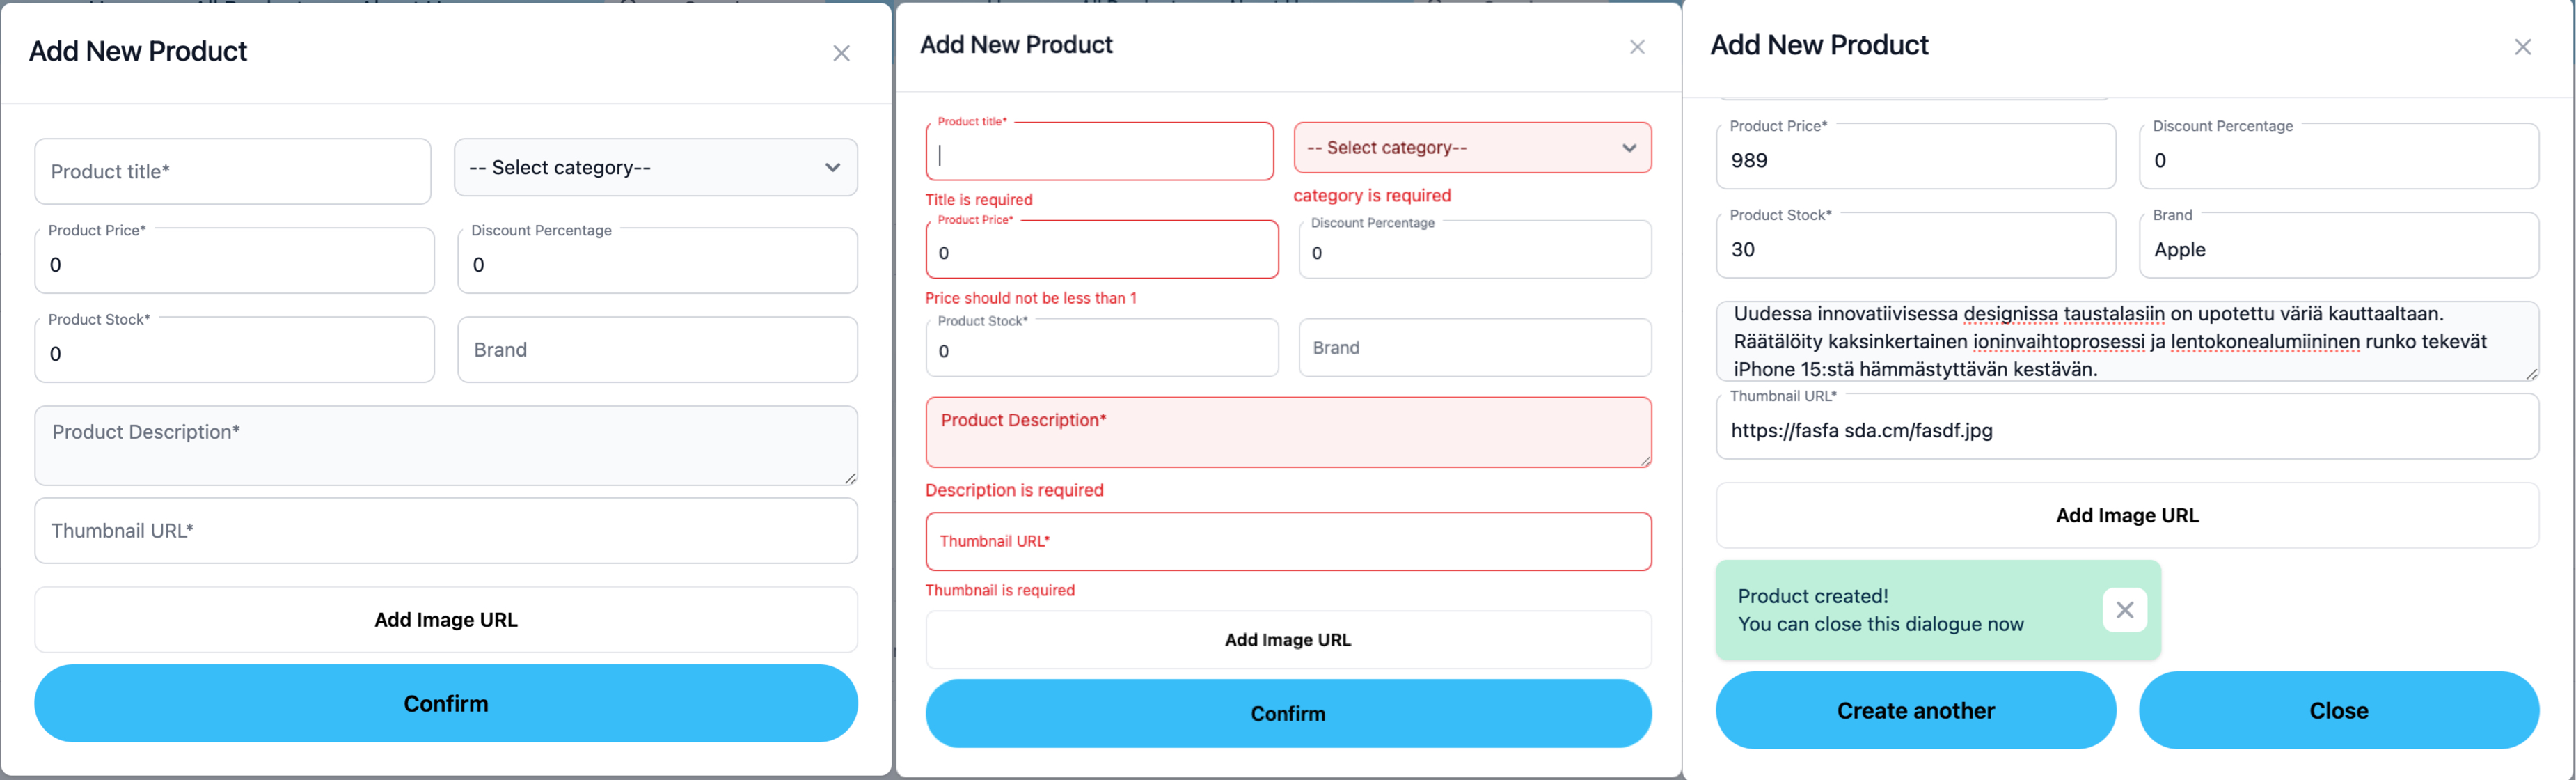 Add New Product
Product title*
-- Select category--
Product Price*
0
Discount Percentage
0
Product Stock*
0
Brand
Product Description*
Thumbnail URL*
Add Image URL
Confirm
Add New Product
Product title*
-- Select category--
Title is required
category is required
Product Price*
0
Discount Percentage
0
Price should not be less than 1
Product Stock*
0
Brand
Product Description*
Description is required
Thumbnail URL*
Thumbnail is required
Add Image URL
Confirm
Add New Product
Product Price*
989
Discount Percentage
0
Product Stock*
30
Brand
Apple
Uudessa innovatiivisessa designissa taustalasiin on upotettu väriä kauttaaltaan.
Räätälöity kaksinkertainen ioninvaihtoprosessi ja lentokonealumiininen runko tekevät
iPhone 15:stä hämmästyttävän kestävän.
Thumbnail URL*
https://fasfa sda.cm/fasdf.jpg
Add Image URL
Product created!
You can close this dialogue now
Create another
Close